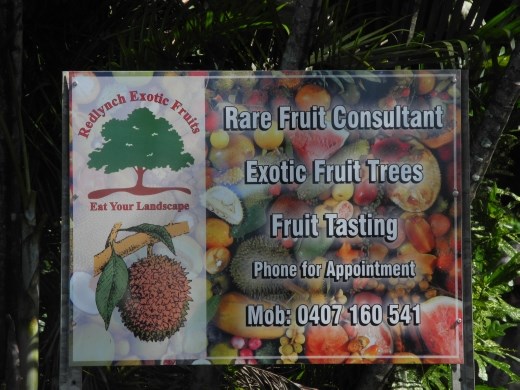 Redlynch Exotic Fruits
Eat Your Landscape
Rare Fruit Consultant
Exotic Fruit Trees
Fruit Tasting
Phone for Appointment
Mob: 0407 160 541